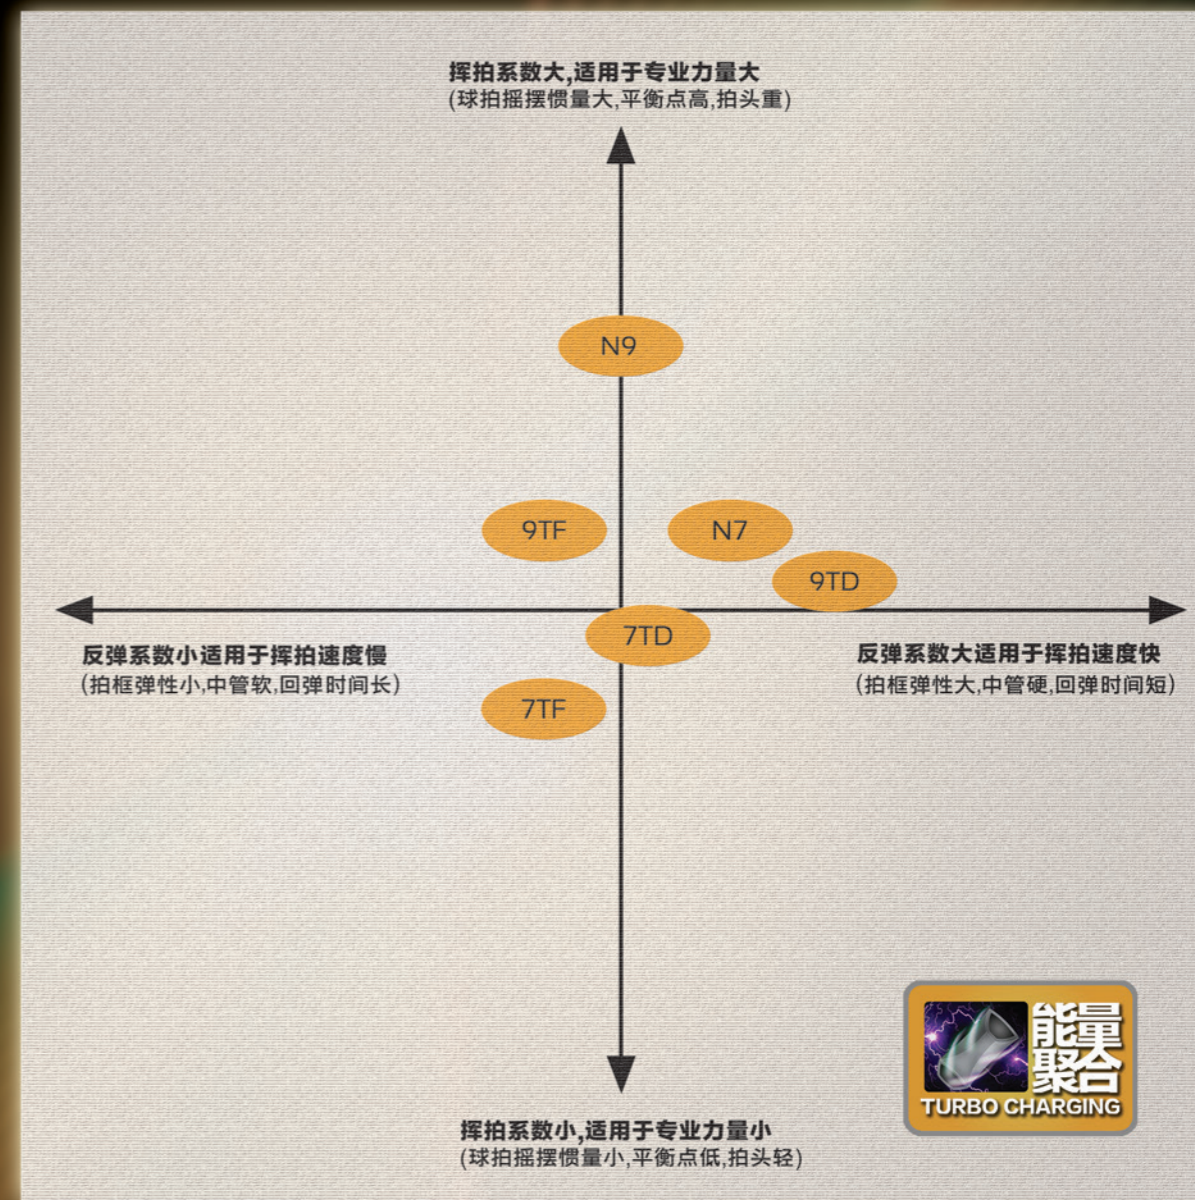 挥拍系数大,适用于专业力量大
(球拍摇摆惯量大,平衡点高,拍头重)
N9
9TF
N7
9TD
7TD
反弹系数小适用于挥拍速度慢
(拍框弹性小,中管软,回弹时间长)
反弹系数大适用于挥拍速度快
(拍框弹性大,中管硬,回弹时间短)
7TF
能量
聚合
TURBO CHARGING
挥拍系数小,适用于专业力量小
(球拍摇摆惯量小,平衡点低,拍头轻)